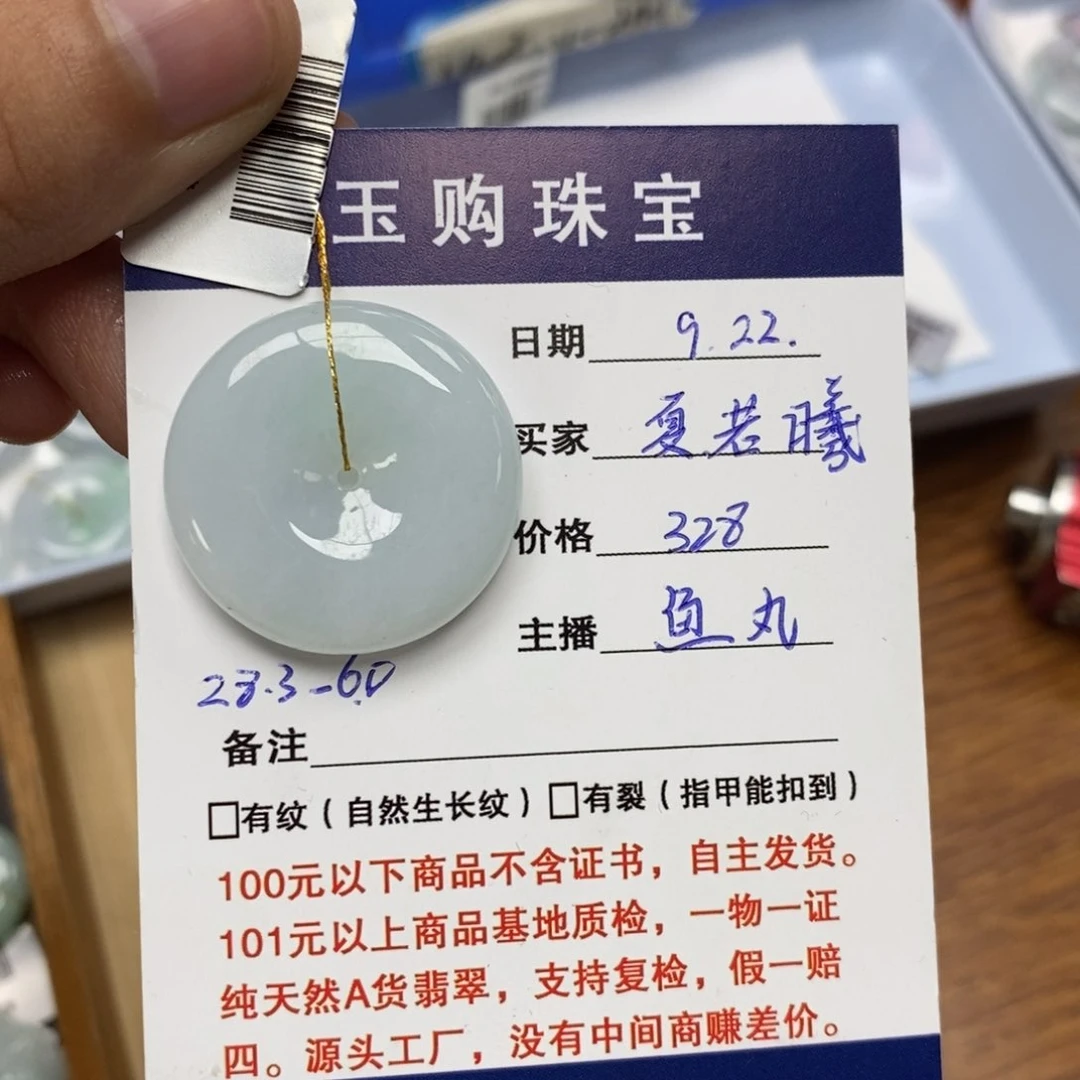 玉购珠宝
日期 9.22.
买家 夏若曦
价格 328
主播 鱼丸
28.3-6.0
备注
□有纹(自然生长纹)□有裂(指甲能扣到)
100元以下商品不含证书，自主发货。
101元以上商品基地质检，一物一证
纯天然A货翡翠，支持复检，假一赔
四。源头工厂，没有中间商赚差价。